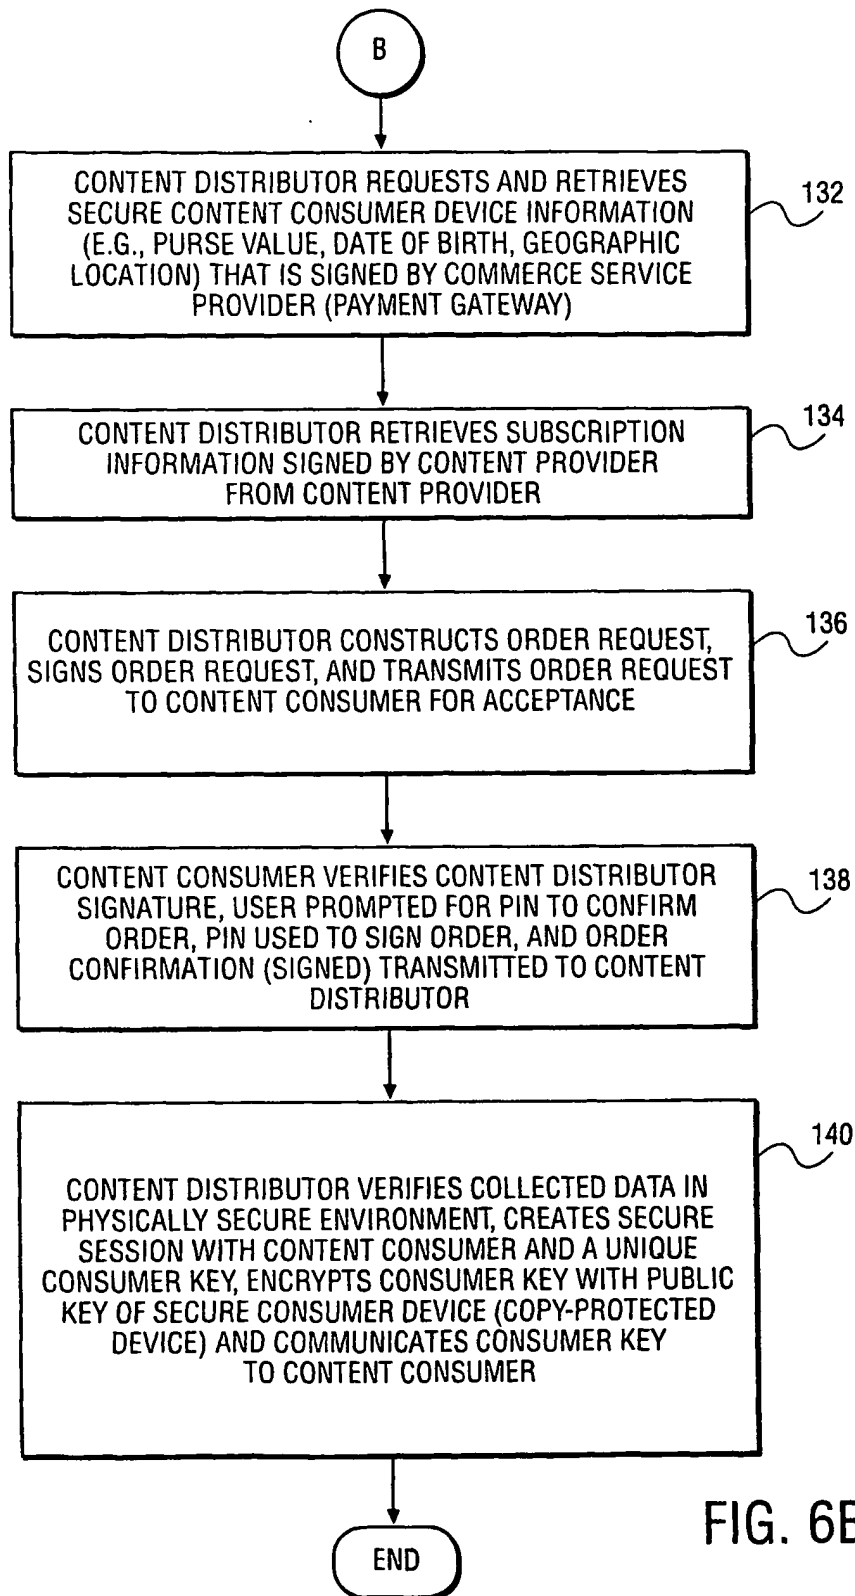 B
CONTENT DISTRIBUTOR REQUESTS AND RETRIEVES
SECURE CONTENT CONSUMER DEVICE INFORMATION
(E.G., PURSE VALUE, DATE OF BIRTH, GEOGRAPHIC
LOCATION) THAT IS SIGNED BY COMMERCE SERVICE
PROVIDER (PAYMENT GATEWAY)
132
CONTENT DISTRIBUTOR RETRIEVES SUBSCRIPTION
INFORMATION SIGNED BY CONTENT PROVIDER
FROM CONTENT PROVIDER
134
CONTENT DISTRIBUTOR CONSTRUCTS ORDER REQUEST,
SIGNS ORDER REQUEST, AND TRANSMITS ORDER REQUEST
TO CONTENT CONSUMER FOR ACCEPTANCE
136
CONTENT CONSUMER VERIFIES CONTENT DISTRIBUTOR
SIGNATURE, USER PROMPTED FOR PIN TO CONFIRM
ORDER, PIN USED TO SIGN ORDER, AND ORDER
CONFIRMATION (SIGNED) TRANSMITTED TO CONTENT
DISTRIBUTOR
138
CONTENT DISTRIBUTOR VERIFIES COLLECTED DATA IN
PHYSICALLY SECURE ENVIRONMENT, CREATES SECURE
SESSION WITH CONTENT CONSUMER AND A UNIQUE
CONSUMER KEY, ENCRYPTS CONSUMER KEY WITH PUBLIC
KEY OF SECURE CONSUMER DEVICE (COPY-PROTECTED
DEVICE) AND COMMUNICATES CONSUMER KEY
TO CONTENT CONSUMER
140
END
FIG. 6B